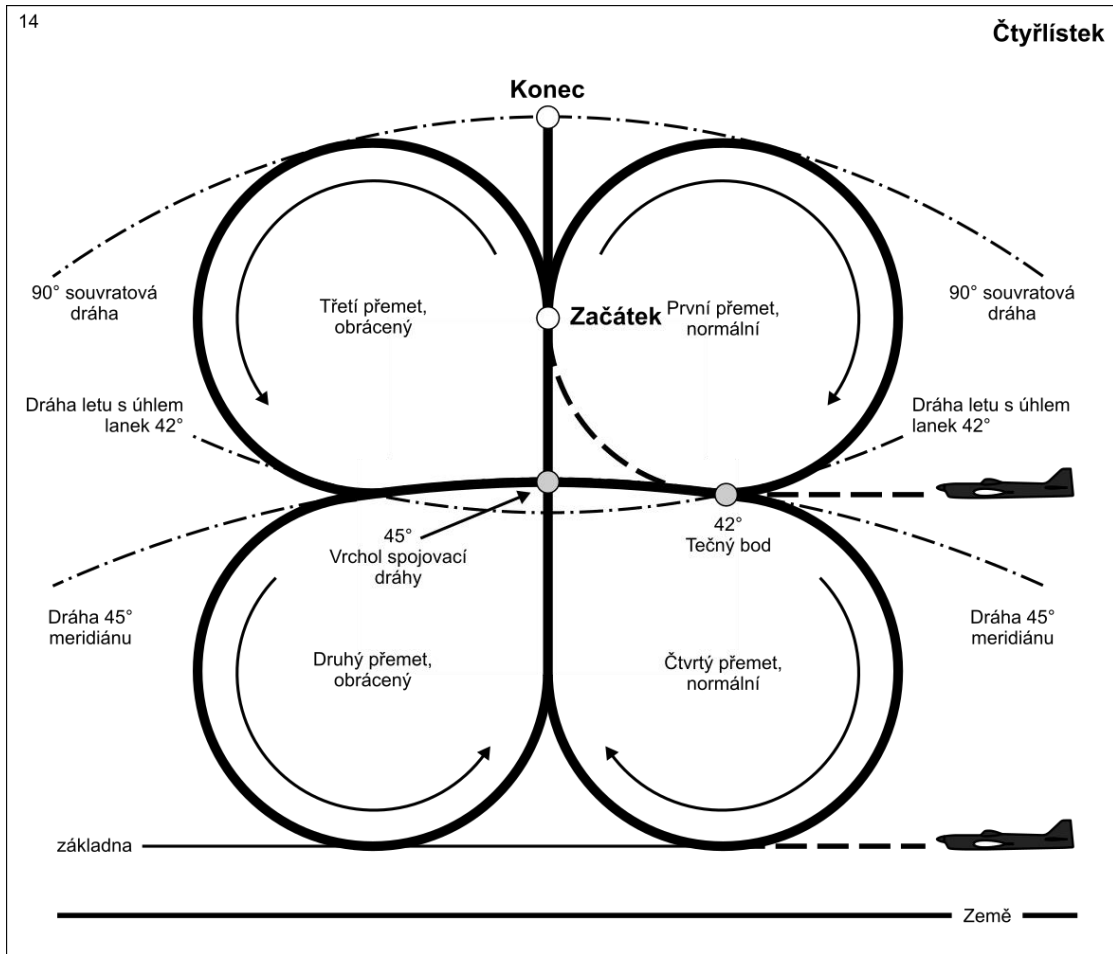 14
Čtyřlístek
Konec
90° souvratová
dráha
90° souvratová
dráha
Třetí přemet,
obrácený
Začátek
První přemet,
normální
Dráha letu s úhlem
lanek 42°
Dráha letu s úhlem
lanek 42°
45°
Vrchol spojovací
dráhy
42°
Tečný bod
Dráha 45°
meridiánu
Dráha 45°
meridiánu
Druhý přemet,
obrácený
Čtvrtý přemet,
normální
základna
Země